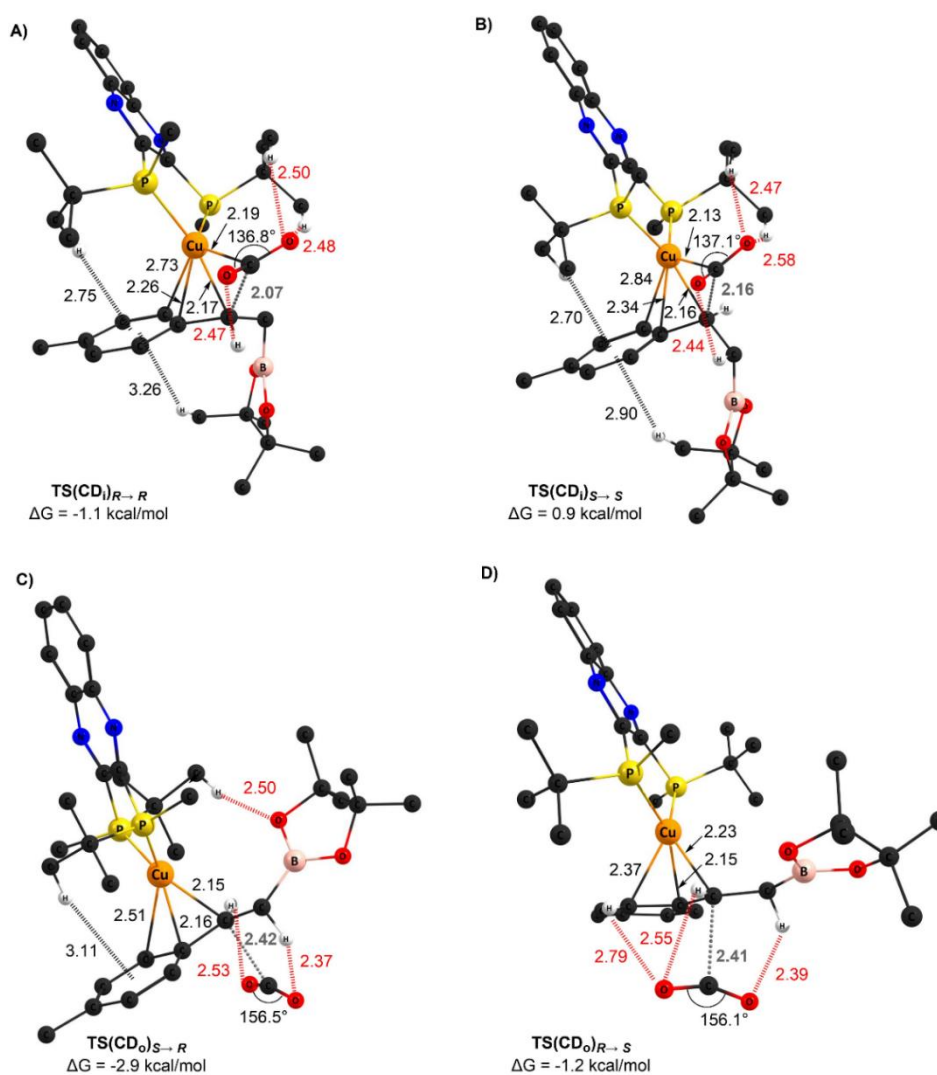 A)
2.50
2.19
P
P
Cu
136.8°
O
2.48
2.73
O
2.26
2.07
2.75
2.17
2.47
3.26
B
TS(CDi)R→ R
ΔG = -1.1 kcal/mol
B)
2.47
P
P
2.13
Cu
137.1°
O
2.58
2.84
O
2.34
2.16
2.16
2.70
2.44
2.90
B
TS(CDi)S→ S
ΔG = 0.9 kcal/mol
C)
2.50
P
P
Cu
B
2.15
2.51
2.16
2.42
3.11
2.53
2.37
156.5°
TS(CDo)S→ R
ΔG = -2.9 kcal/mol
D)
P
P
Cu
2.23
2.37
2.15
B
2.55
2.79
2.41
2.39
156.1°
TS(CDo)R→ S
ΔG = -1.2 kcal/mol